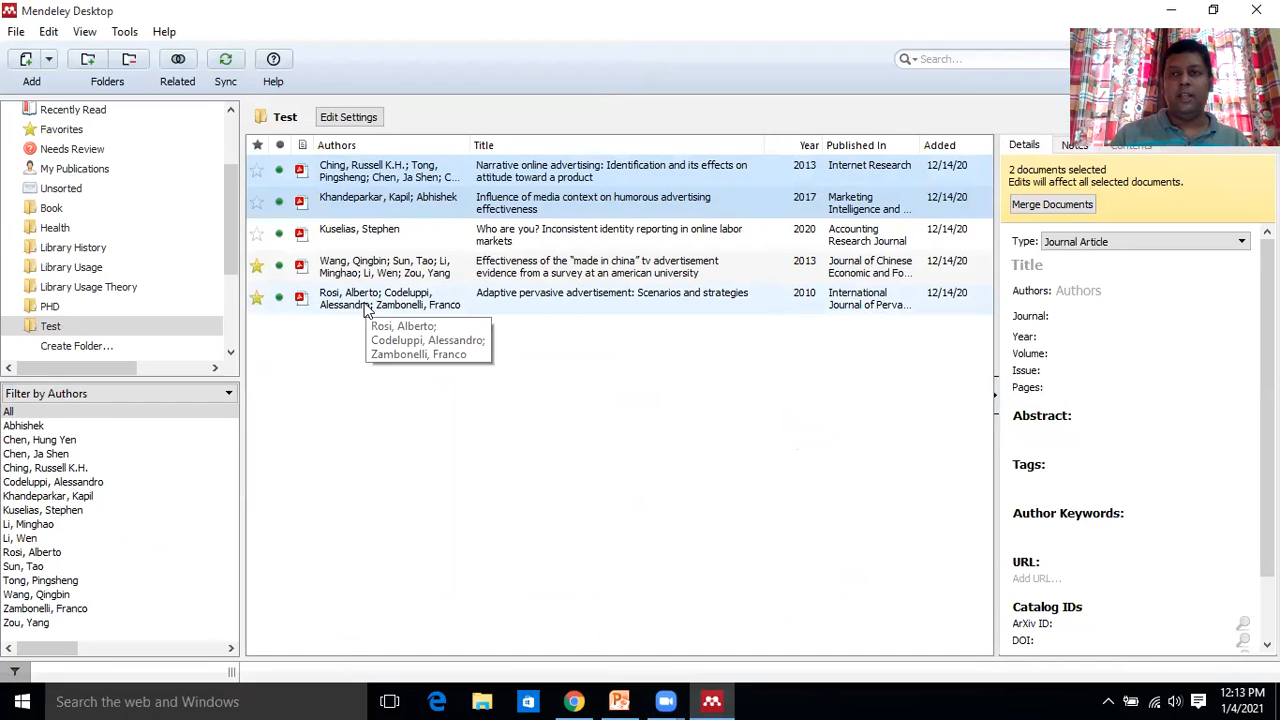 Mendeley Desktop
File Edit View Tools Help
Add Folders Related Sync Help
Search...
Recently Read
Favorites
Needs Review
My Publications
Unsorted
Book
Health
Library History
Library Usage
Library Usage Theory
PHD
Test
Create Folder...
Filter by Authors
All
Abhishek
Chen, Hung Yen
Chen, Ja Shen
Ching, Russell K.H.
Codeluppi, Alessandro
Khandeparkar, Kapil
Kuselias, Stephen
Li, Minghao
Li, Wen
Rosi, Alberto
Sun, Tao
Tong, Pingsheng
Wang, Qingbin
Zambonelli, Franco
Zou, Yang
Test Edit Settings
Authors Title Year Published In Added
Ching, Russell K.H.; Tong, Narrative online advertising: Identification and its effects on 2013 Internet Research 12/14/20
Pingsheng; Chen, Ja Shen; C... attitude toward a product
Khandeparkar, Kapil; Abhishek Influence of media context on humorous advertising 2017 Marketing 12/14/20
effectiveness Intelligence and ...
Kuselias, Stephen Who are you? Inconsistent identity reporting in online labor 2020 Accounting 12/14/20
markets Research Journal
Wang, Qingbin; Sun, Tao; Li, Effectiveness of the "made in china" tv advertisement 2013 Journal of Chinese 12/14/20
Minghao; Li, Wen; Zou, Yang evidence from a survey at an american university Economic and Fo...
Rosi, Alberto; Codeluppi, Adaptive pervasive advertisement: Scenarios and strategies 2010 International 12/14/20
Alessandro; Zambonelli, Franco Journal of Perva...
Rosi, Alberto;
Codeluppi, Alessandro;
Zambonelli, Franco
Details Notes Contents
2 documents selected
Edits will affect all selected documents.
Merge Documents
Type: Journal Article
Title
Authors: Authors
Journal:
Year:
Volume:
Issue:
Pages:
Abstract:
Tags:
Author Keywords:
URL:
Add URL...
Catalog IDs
ArXiv ID:
DOI:
Search the web and Windows
12:13 PM
1/4/2021